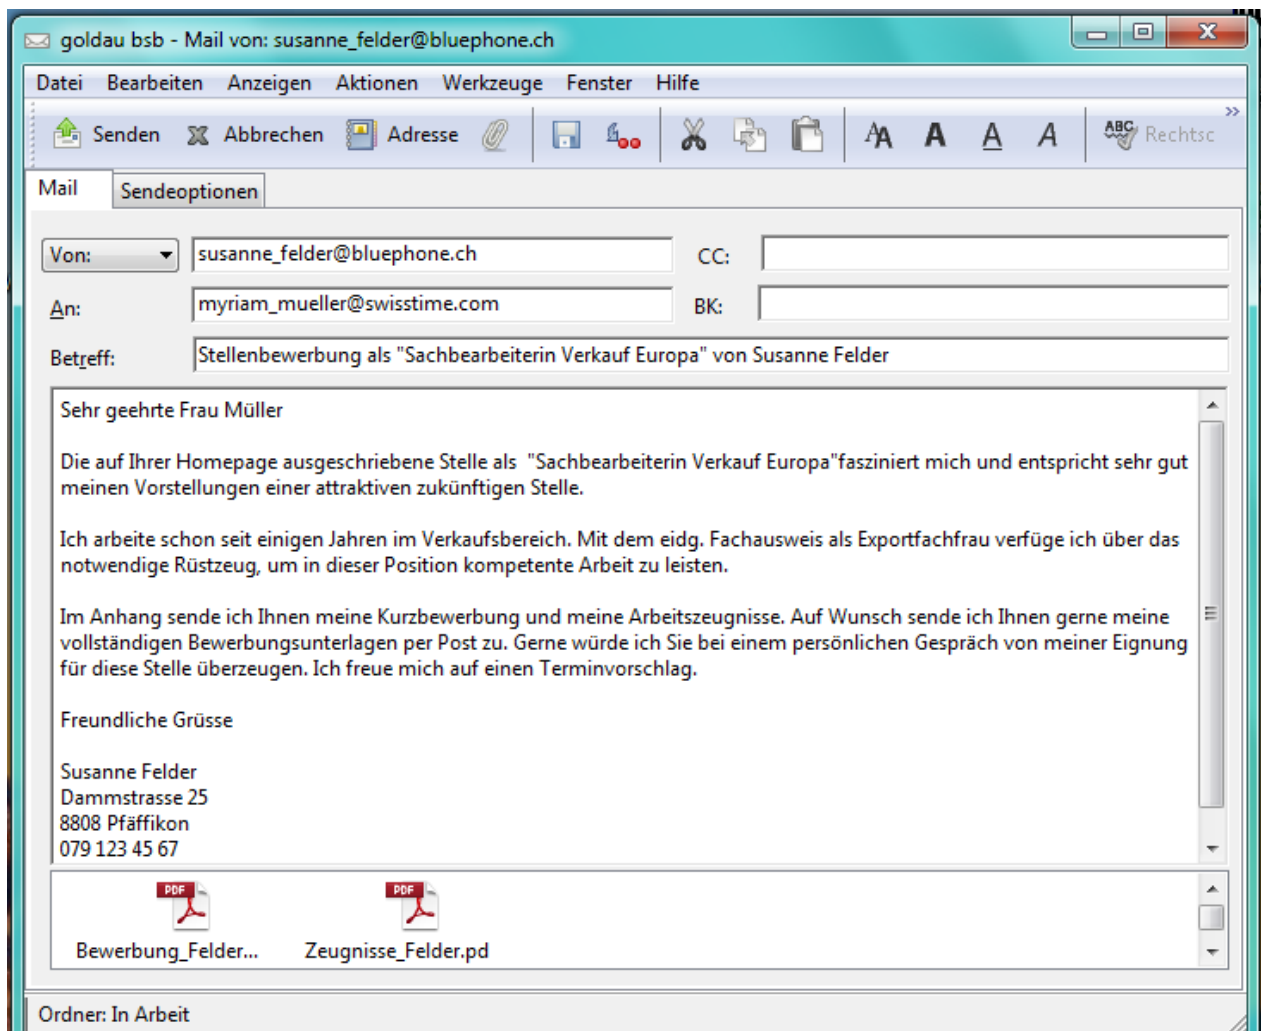 goldau bsb - Mail von: susanne_felder@bluephone.ch
Datei Bearbeiten Anzeigen Aktionen Werkzeuge Fenster Hilfe
Senden Abbrechen Adresse A A A A ABC Rechtsc
Mail Sendeoptionen
Von: susanne_felder@bluephone.ch CC:
An: myriam_mueller@swisstime.com BK:
Betreff: Stellenbewerbung als "Sachbearbeiterin Verkauf Europa" von Susanne Felder
Sehr geehrte Frau Müller
Die auf Ihrer Homepage ausgeschriebene Stelle als "Sachbearbeiterin Verkauf Europa"fasziniert mich und entspricht sehr gut
meinen Vorstellungen einer attraktiven zukünftigen Stelle.
Ich arbeite schon seit einigen Jahren im Verkaufsbereich. Mit dem eidg. Fachausweis als Exportfachfrau verfüge ich über das
notwendige Rüstzeug, um in dieser Position kompetente Arbeit zu leisten.
Im Anhang sende ich Ihnen meine Kurzbewerbung und meine Arbeitszeugnisse. Auf Wunsch sende ich Ihnen gerne meine
vollständigen Bewerbungsunterlagen per Post zu. Gerne würde ich Sie bei einem persönlichen Gespräch von meiner Eignung
für diese Stelle überzeugen. Ich freue mich auf einen Terminvorschlag.
Freundliche Grüsse
Susanne Felder
Dammstrasse 25
8808 Pfäffikon
079 123 45 67
PDF PDF
Bewerbung_Felder... Zeugnisse_Felder.pd
Ordner: In Arbeit